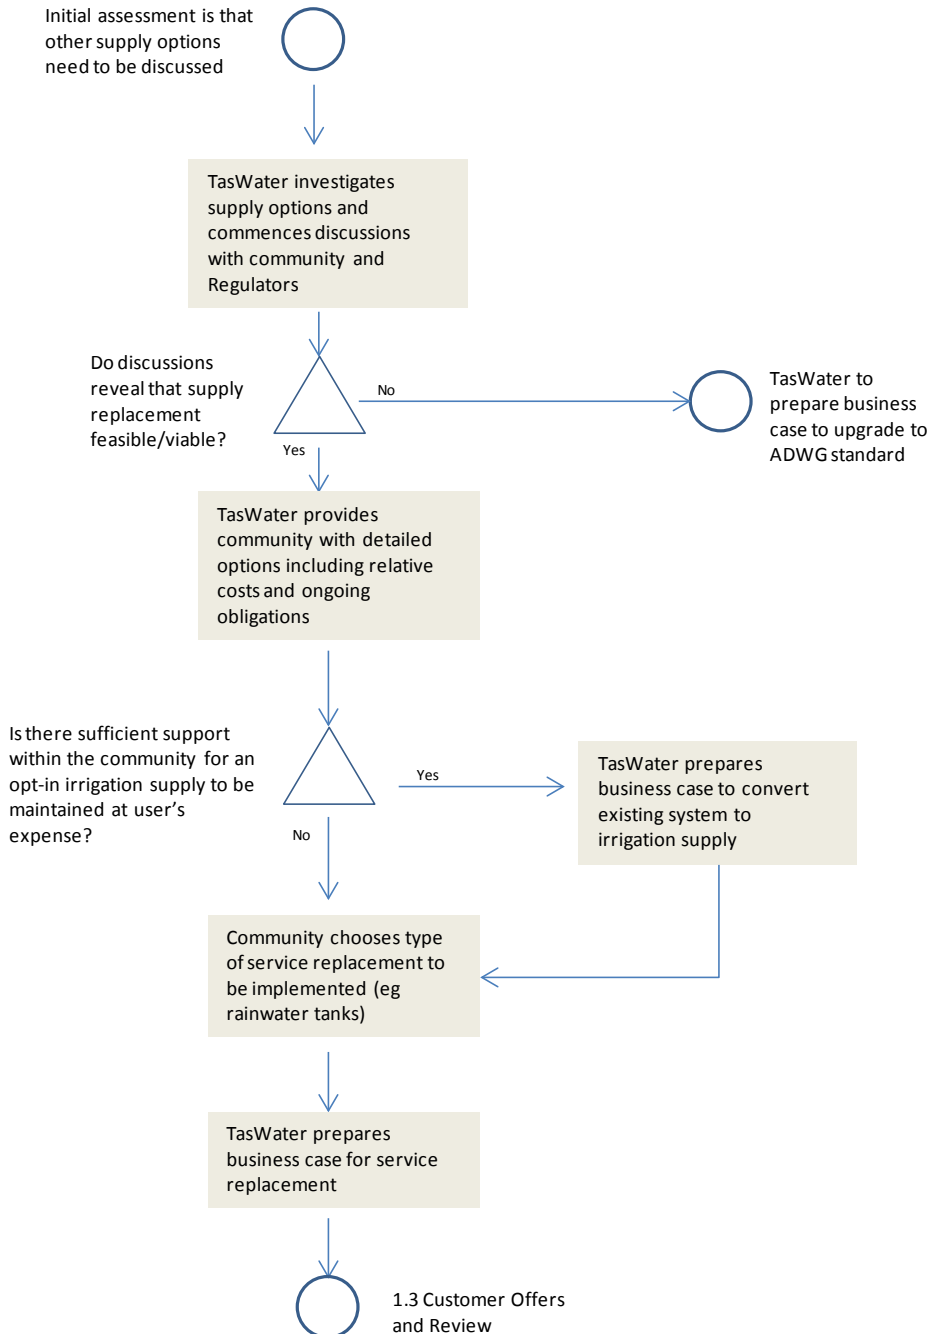 Initial assessment is that
other supply options
need to be discussed
TasWater investigates
supply options and
commences discussions
with community and
Regulators
Do discussions
reveal that supply
replacement
feasible/viable?
No
TasWater to
prepare business
case to upgrade to
ADWG standard
Yes
TasWater provides
community with detailed
options including relative
costs and ongoing
obligations
Is there sufficient support
within the community for an
opt-in irrigation supply to be
maintained at user’s
expense?
Yes
TasWater prepares
business case to convert
existing system to
irrigation supply
No
Community chooses type
of service replacement to
be implemented (eg
rainwater tanks)
TasWater prepares
business case for service
replacement
1.3 Customer Offers
and Review